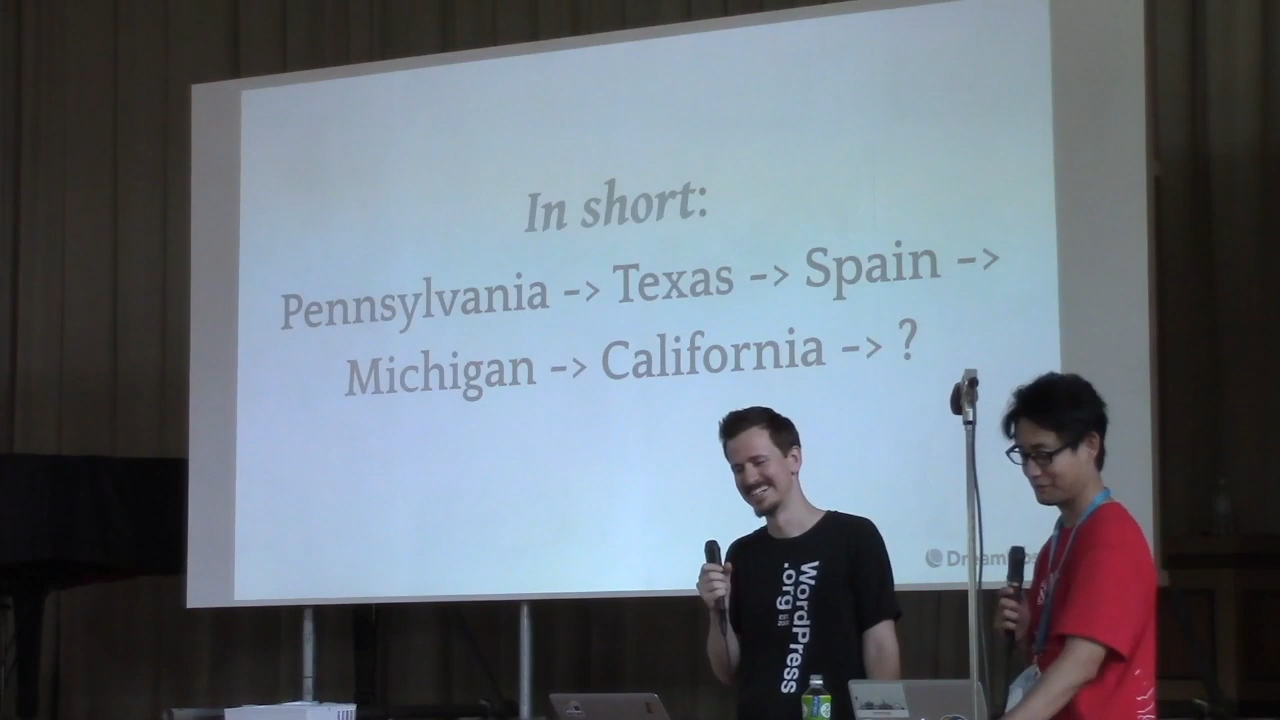 In short:
Pennsylvania -> Texas -> Spain ->
Michigan -> California -> ?
WordPress
.org